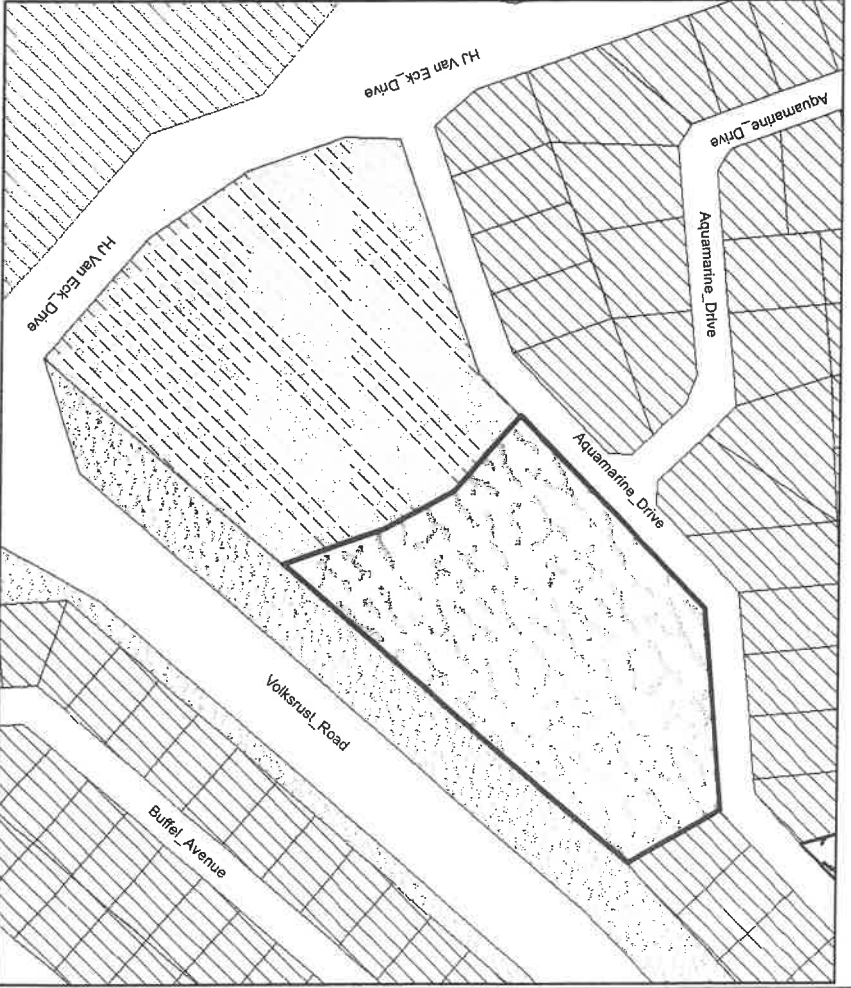 HJ Van Eck_Drive
Aquamarine_Drive
HJ Van Eck_Drive
Aquamarine_Drive
Aquamarine_Drive
Volksrust_Road
Buffel_Avenue